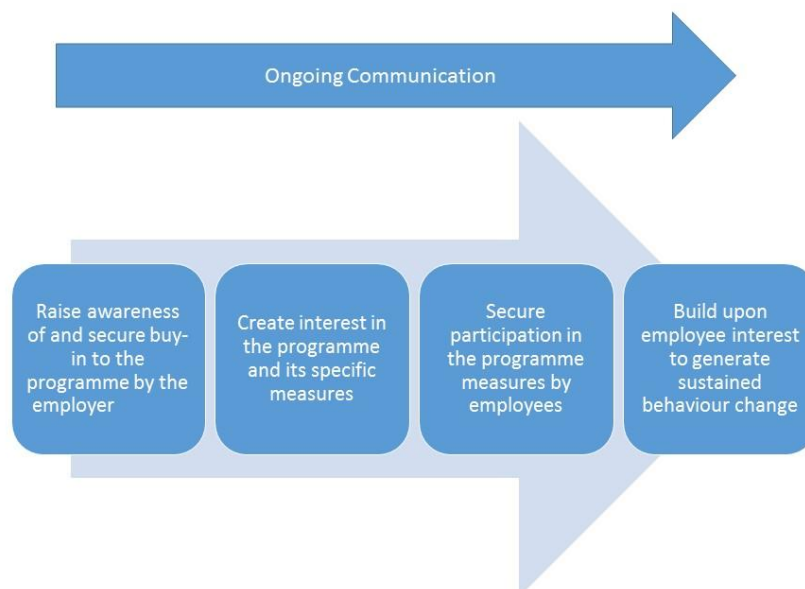 Ongoing Communication
Raise awareness
of and secure buy-
in to the
programme by the
employer
Create interest in
the programme
and its specific
measures
Secure
participation in
the programme
measures by
employees
Build upon
employee interest
to generate
sustained
behaviour change